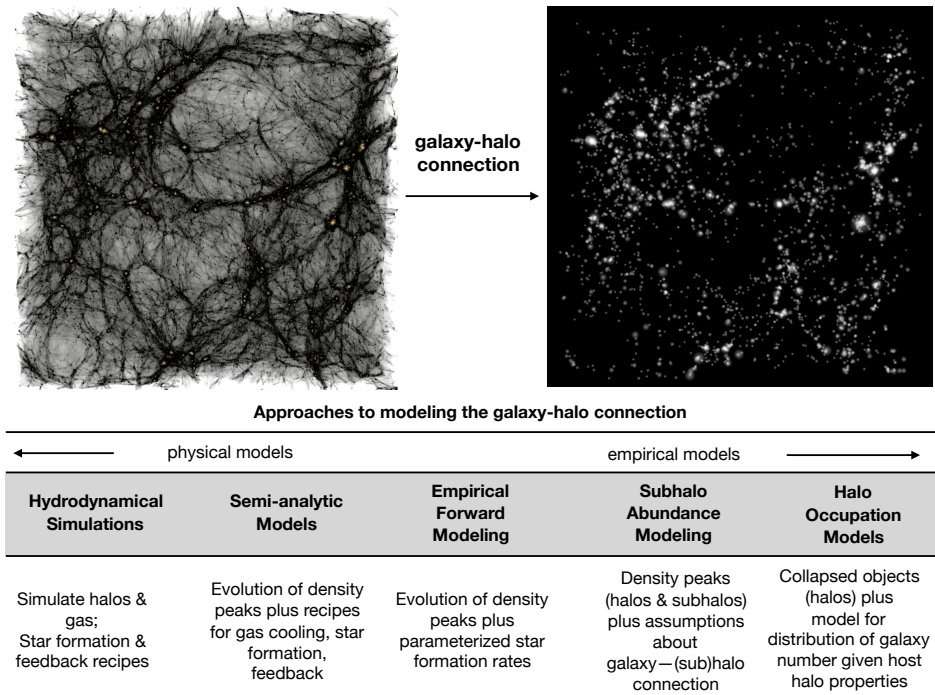 galaxy-halo
connection
Approaches to modeling the galaxy-halo connection
physical models
empirical models
Hydrodynamical
Simulations
Semi-analytic
Models
Empirical
Forward
Modeling
Subhalo
Abundance
Modeling
Halo
Occupation
Models
Simulate halos &
gas;
Star formation &
feedback recipes
Evolution of density
peaks plus recipes
for gas cooling, star
formation,
feedback
Evolution of density
peaks plus
parameterized star
formation rates
Density peaks
(halos & subhalos)
plus assumptions
about
galaxy—(sub)halo
connection
Collapsed objects
(halos) plus
model for
distribution of galaxy
number given host
halo properties